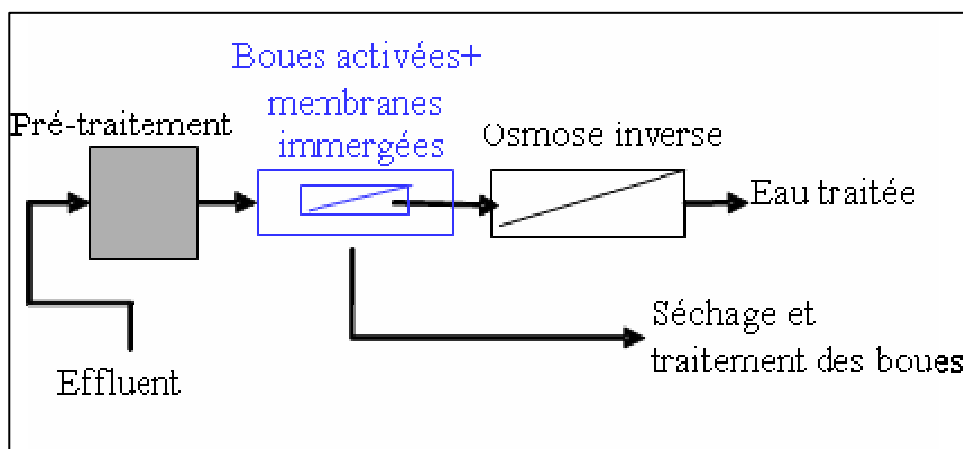 Boues activées+
membranes
immergées
Pré-traitement
Osmose inverse
Eau traitée
Séchage et
traitement des boues
Effluent